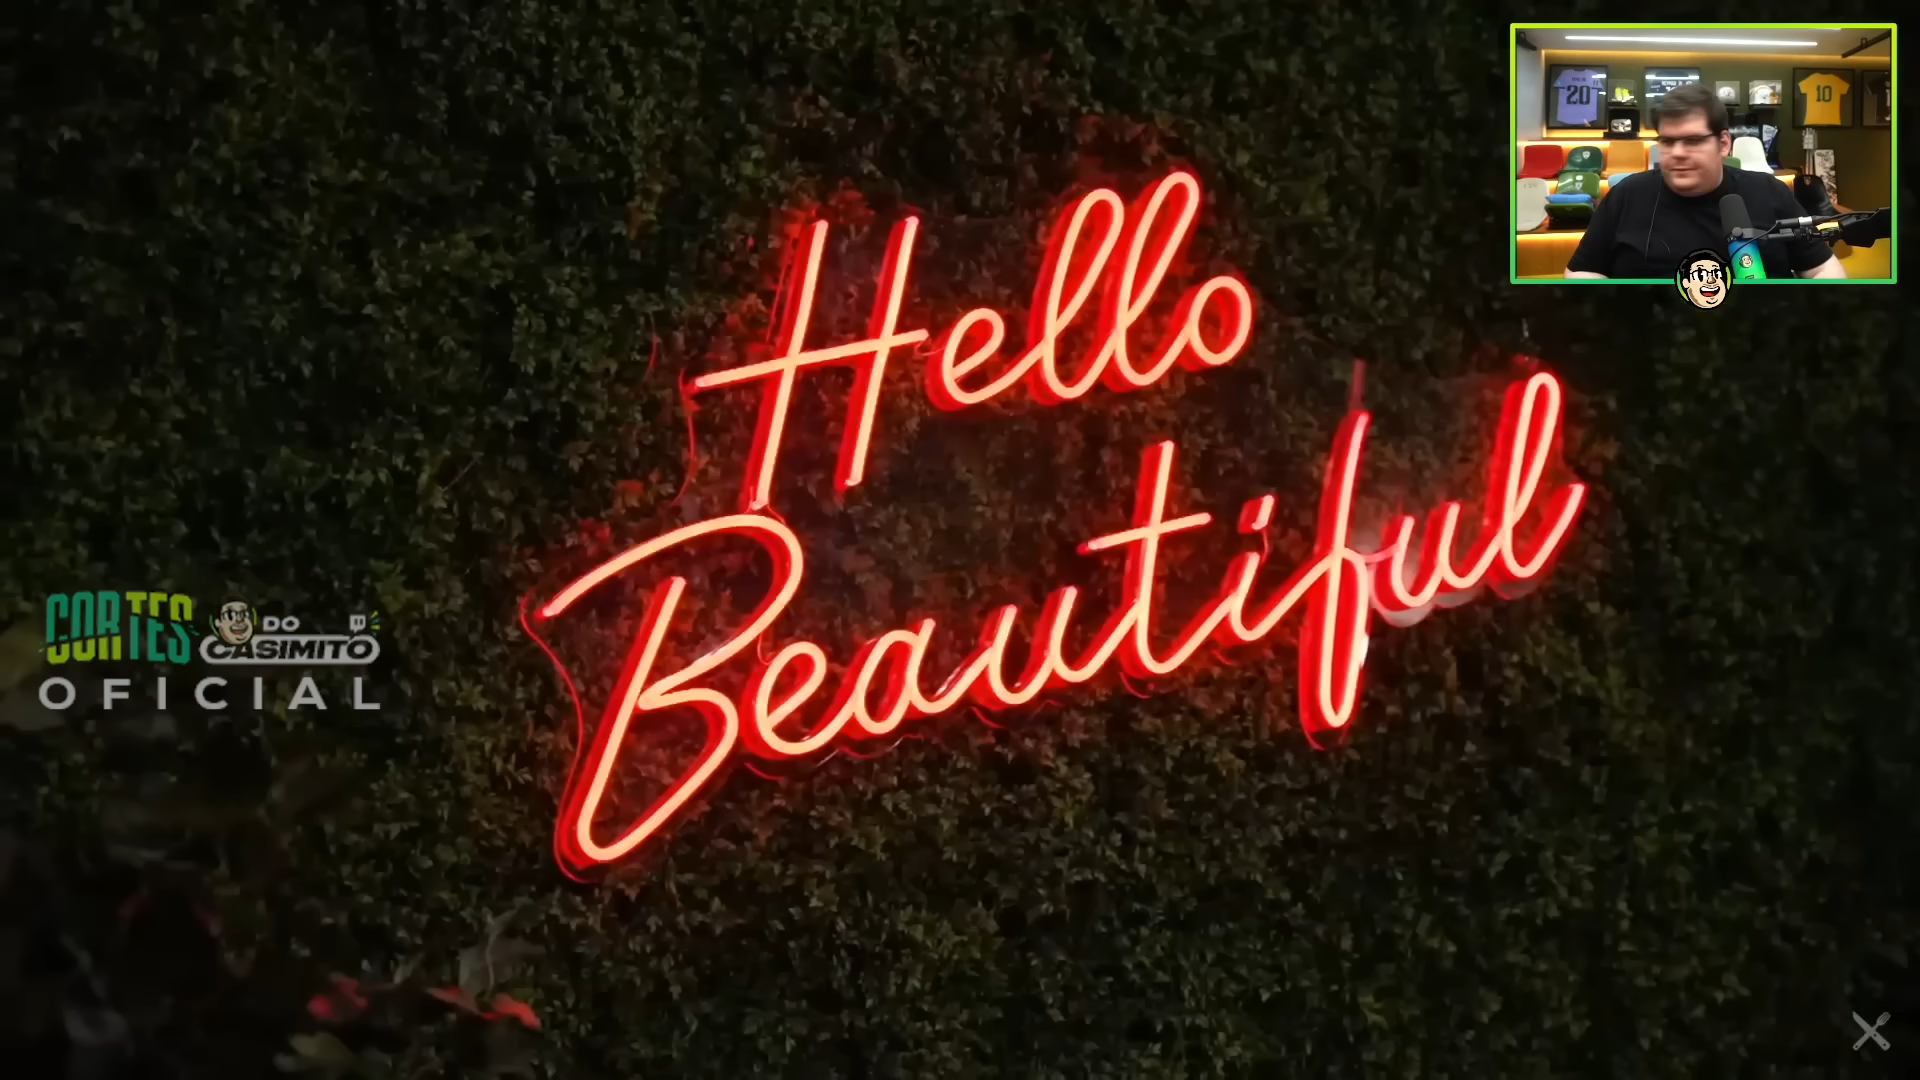 Hello
Beautiful
CORTES DO CASIMITO
OFICIAL
20
10